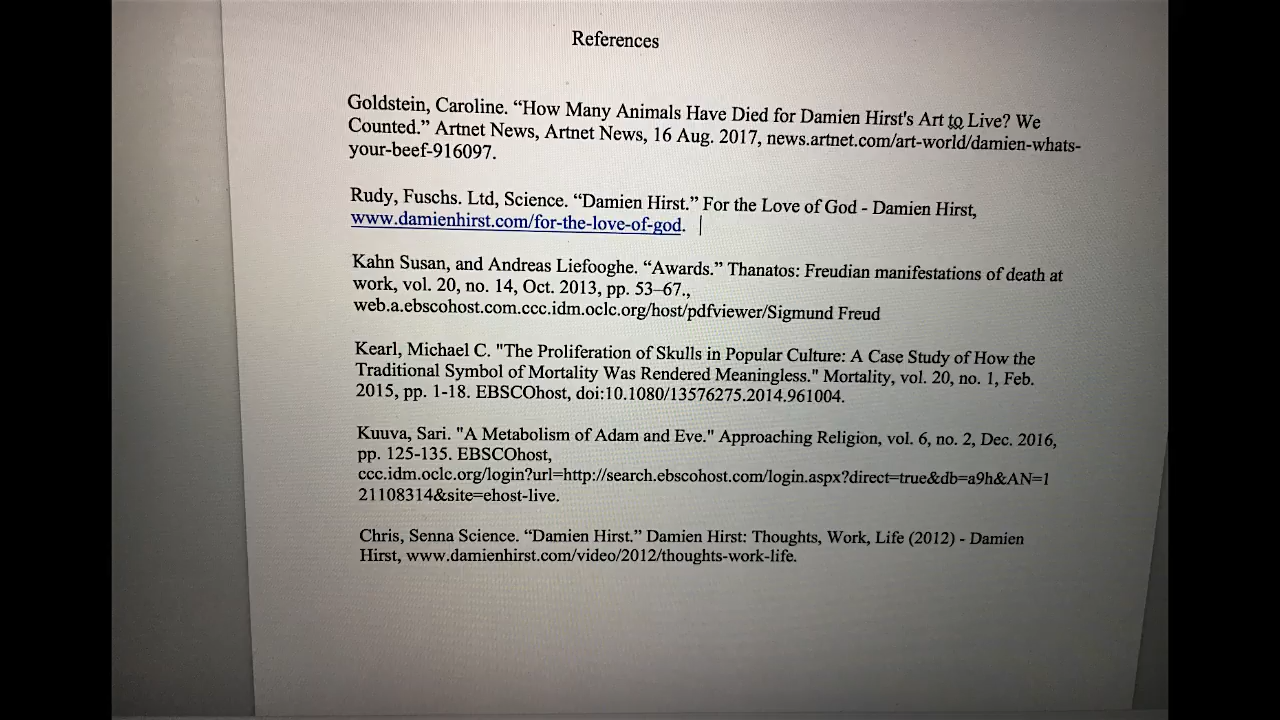 References
Goldstein, Caroline. “How Many Animals Have Died for Damien Hirst's Art to Live? We
Counted.” Artnet News, Artnet News, 16 Aug. 2017, news.artnet.com/art-world/damien-whats-
your-beef-916097.
Rudy, Fuschs. Ltd, Science. “Damien Hirst.” For the Love of God - Damien Hirst,
www.damienhirst.com/for-the-love-of-god.
Kahn Susan, and Andreas Liefooghe. “Awards.” Thanatos: Freudian manifestations of death at
work, vol. 20, no. 14, Oct. 2013, pp. 53–67.,
web.a.ebscohost.com.ccc.idm.oclc.org/host/pdfviewer/Sigmund Freud
Kearl, Michael C. "The Proliferation of Skulls in Popular Culture: A Case Study of How the
Traditional Symbol of Mortality Was Rendered Meaningless." Mortality, vol. 20, no. 1, Feb.
2015, pp. 1-18. EBSCOhost, doi:10.1080/13576275.2014.961004.
Kuuva, Sari. "A Metabolism of Adam and Eve." Approaching Religion, vol. 6, no. 2, Dec. 2016,
pp. 125-135. EBSCOhost,
ccc.idm.oclc.org/login?url=http://search.ebscohost.com/login.aspx?direct=true&db=a9h&AN=1
21108314&site=ehost-live.
Chris, Senna Science. “Damien Hirst.” Damien Hirst: Thoughts, Work, Life (2012) - Damien
Hirst, www.damienhirst.com/video/2012/thoughts-work-life.